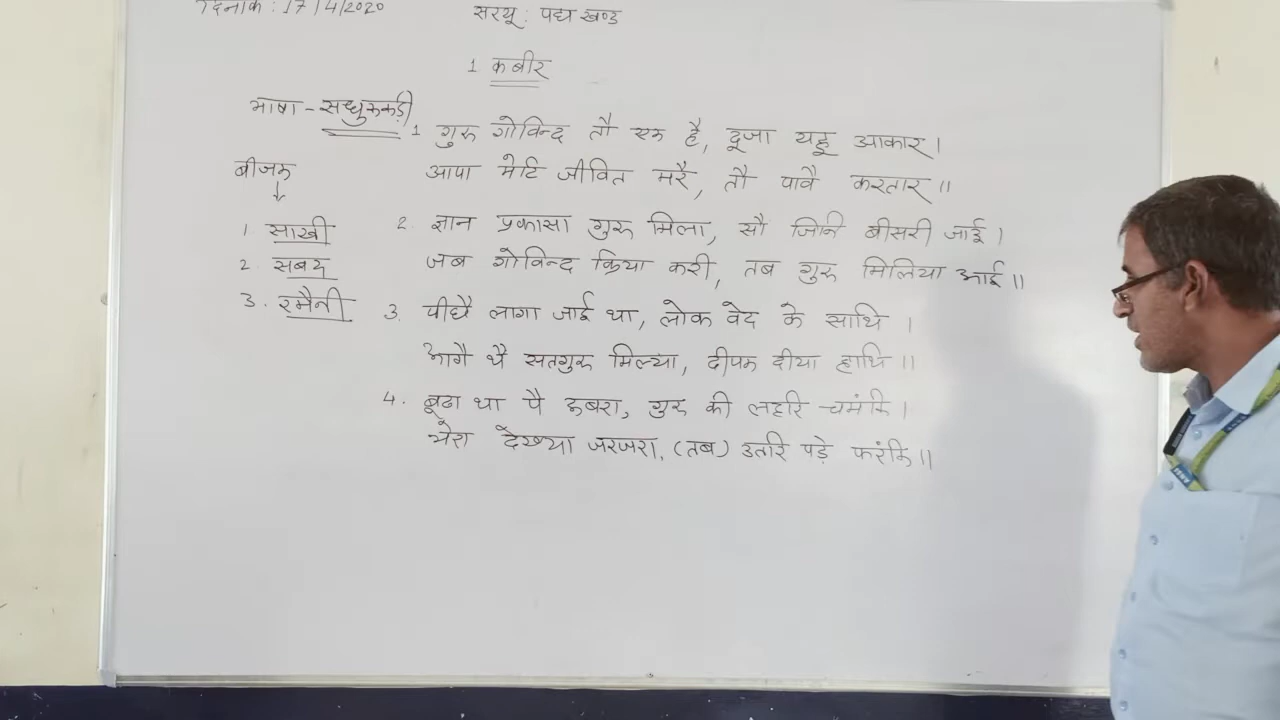 दिनांक : 17/4/2020
सरयू : पद्य खण्ड
1 कबीर
भाषा - सधुक्कड़ी
बीजक
↓
1. साखी
2. सबद
3. रमैनी
1 गुरु गोविन्द तौ एक है, दूजा यहू आकार।
आपा मेटि जीवित मरै, तौ पावै करतार॥
2. ज्ञान प्रकासा गुरु मिला, सौ जिनि बीसरी जाई।
जब गोविन्द क्रिपा करी, तब गुरु मिलिया आई॥
3. पीछै लागा जाई था, लोक वेद के साथि ।
आगै थै सतगुरु मिल्या, दीपक दीया हाथि॥
4. बूढा था पै ऊबरा, गुरु की लहरि चमंकि।
भेरा देख्या जरजरा, (तब) उतरि पड़े फरंकि॥